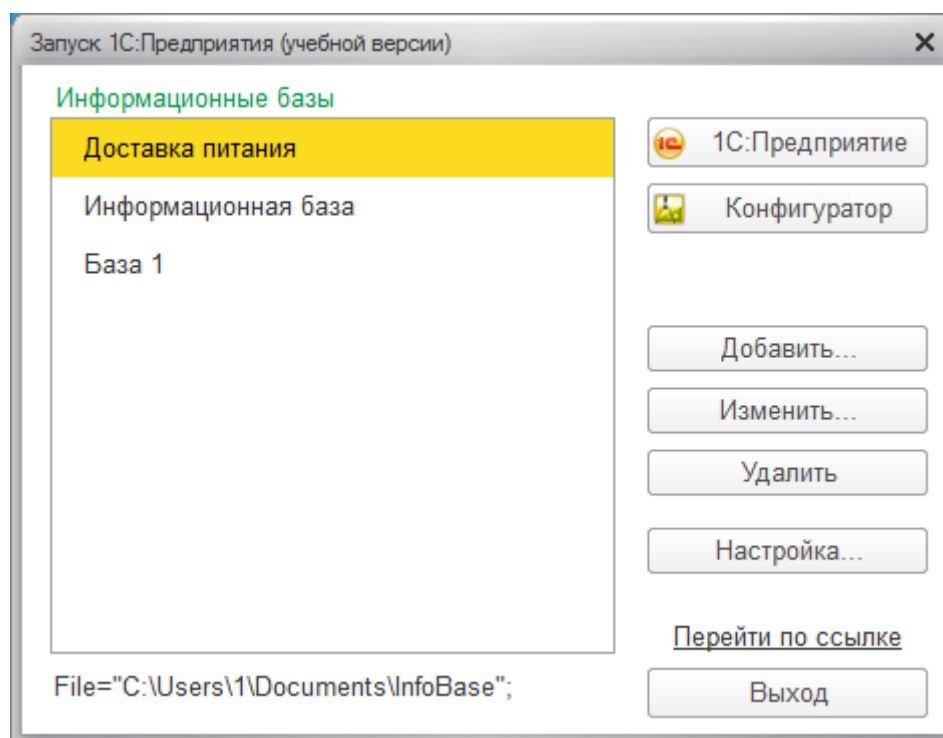 Запуск 1С:Предприятия (учебной версии)
Информационные базы
Доставка питания
Информационная база
База 1
1С:Предприятие
Конфигуратор
Добавить...
Изменить...
Удалить
Настройка...
Перейти по ссылке
Выход
File="C:\Users\1\Documents\InfoBase";